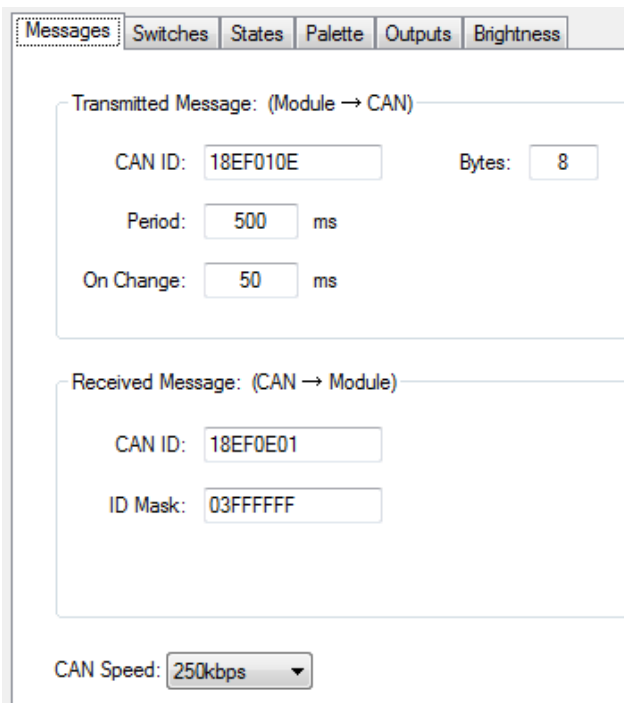 Messages Switches States Palette Outputs Brightness
Transmitted Message: (Module → CAN)
CAN ID: 18EF010E Bytes: 8
Period: 500 ms
On Change: 50 ms
Received Message: (CAN → Module)
CAN ID: 18EF0E01
ID Mask: 03FFFFFF
CAN Speed: 250kbps